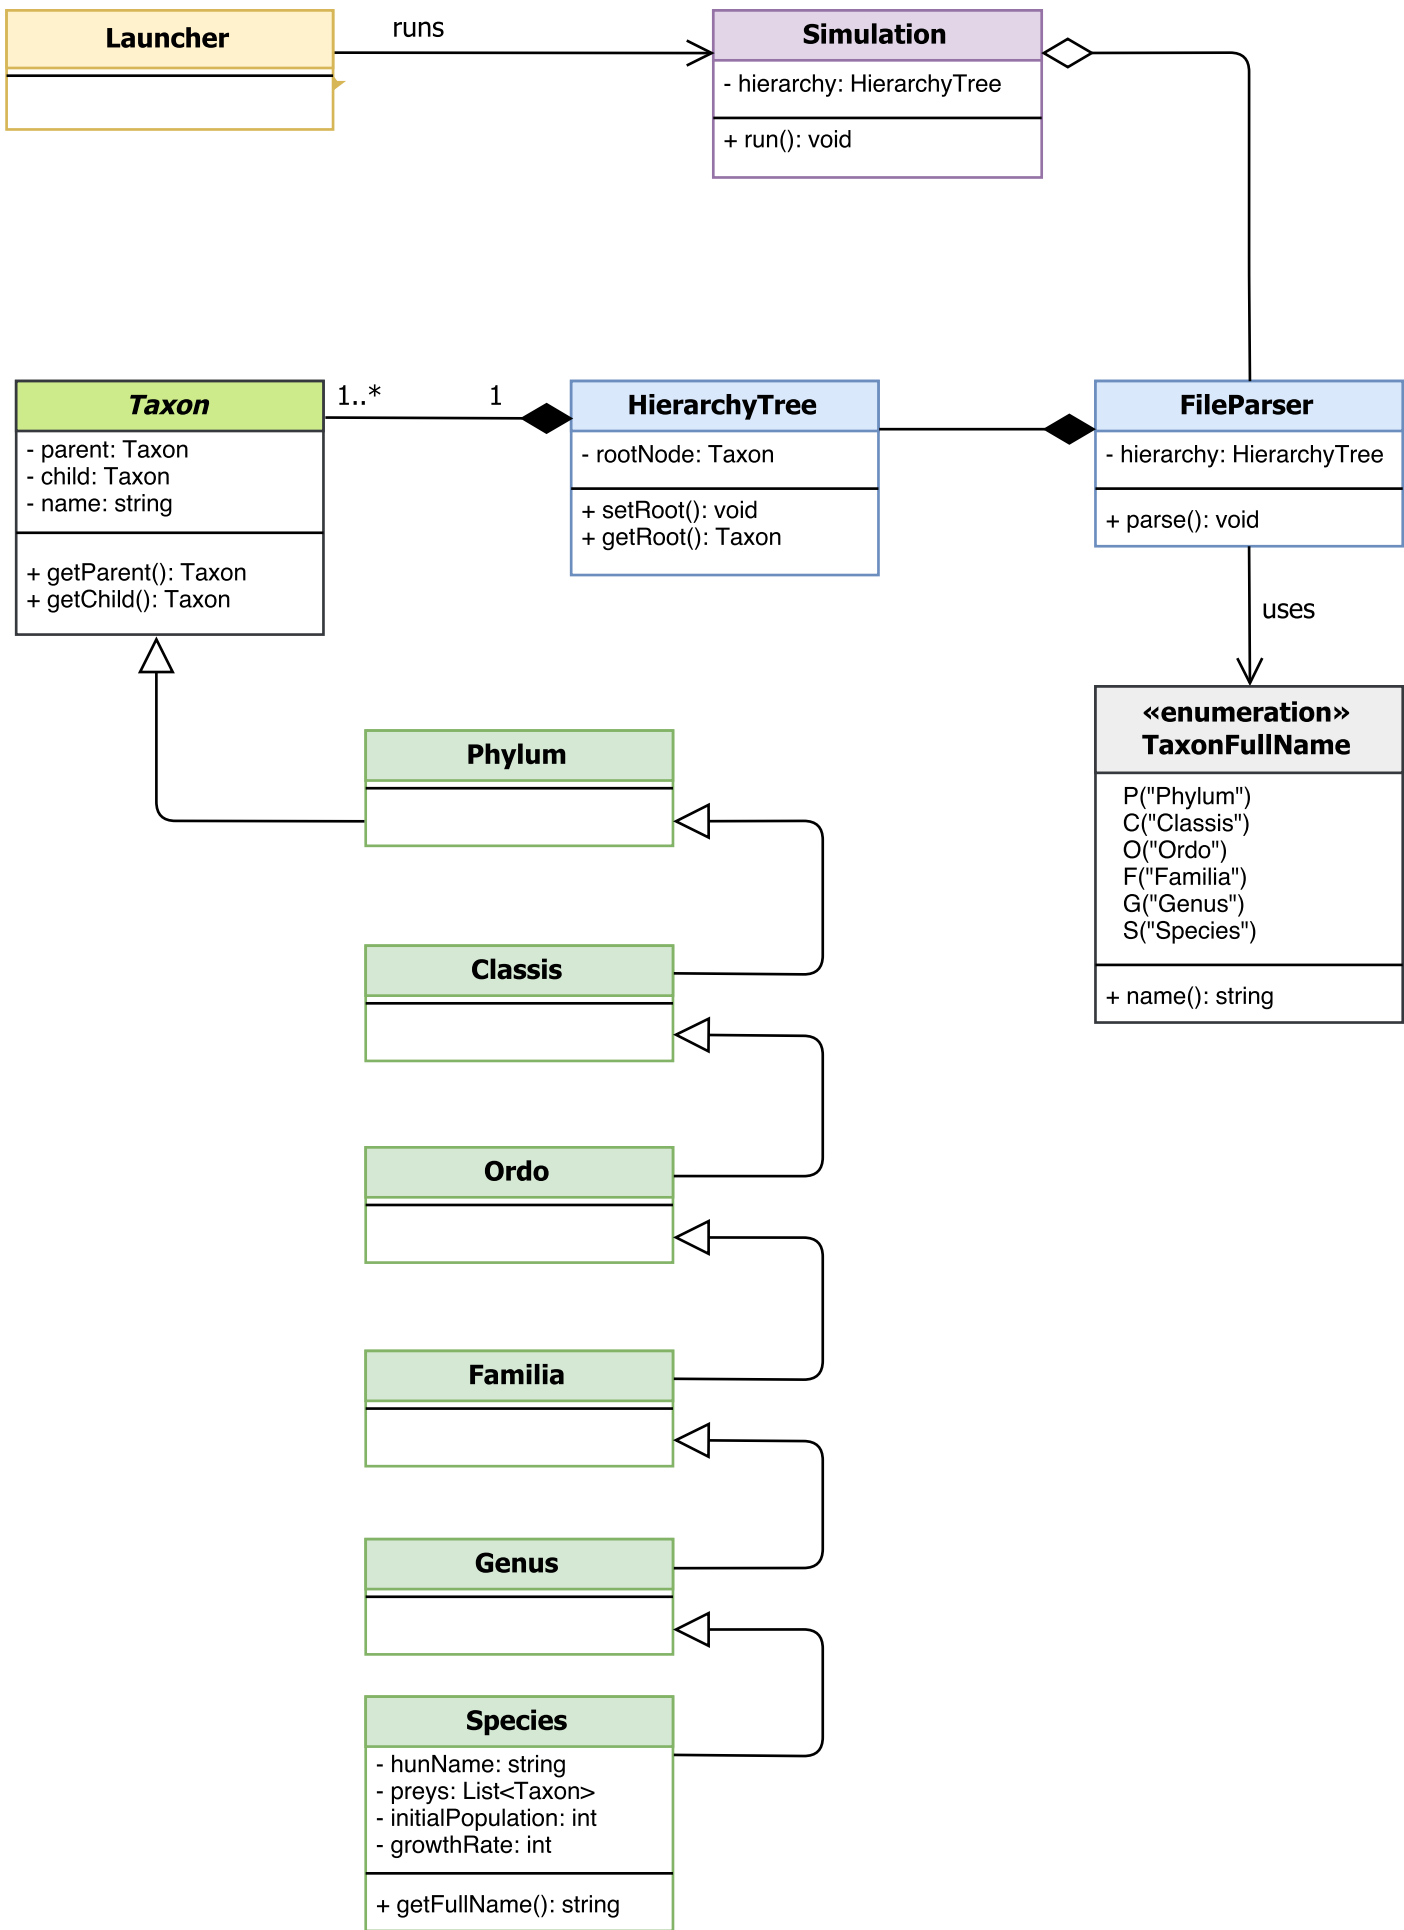 Launcher
runs
Simulation
- hierarchy: HierarchyTree
+ run(): void
Taxon
- parent: Taxon
- child: Taxon
- name: string
+ getParent(): Taxon
+ getChild(): Taxon
1..*
1
HierarchyTree
- rootNode: Taxon
+ setRoot(): void
+ getRoot(): Taxon
FileParser
- hierarchy: HierarchyTree
+ parse(): void
uses
«enumeration»
TaxonFullName
P("Phylum")
C("Classis")
O("Ordo")
F("Familia")
G("Genus")
S("Species")
+ name(): string
Phylum
Classis
Ordo
Familia
Genus
Species
- hunName: string
- preys: List<Taxon>
- initialPopulation: int
- growthRate: int
+ getFullName(): string